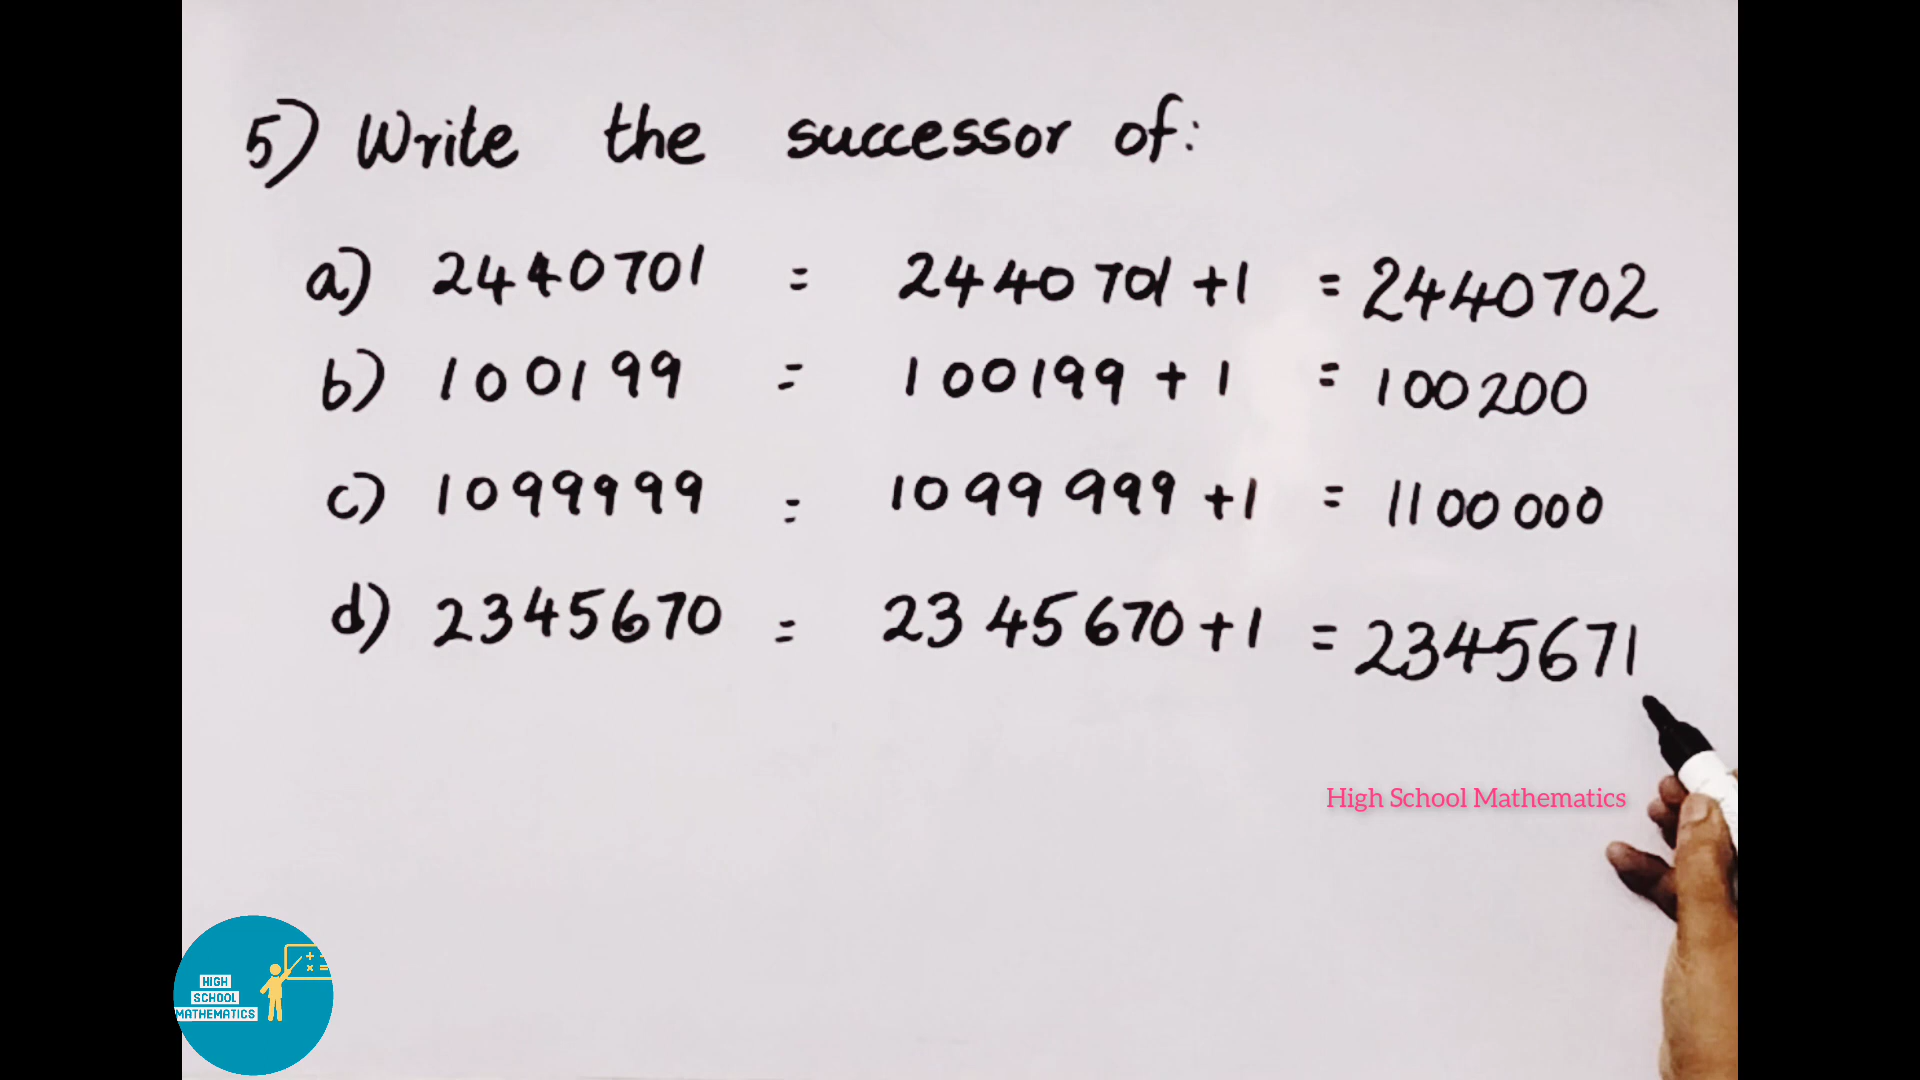 5) Write the successor of:
a) 2440701 = 2440701 +1 = 2440702
b) 100199 = 100199 + 1 = 100200
c) 1099999 = 1099999 +1 = 1100000
d) 2345670 = 2345670 +1 = 2345671
High School Mathematics
HIGH
SCHOOL
MATHEMATICS